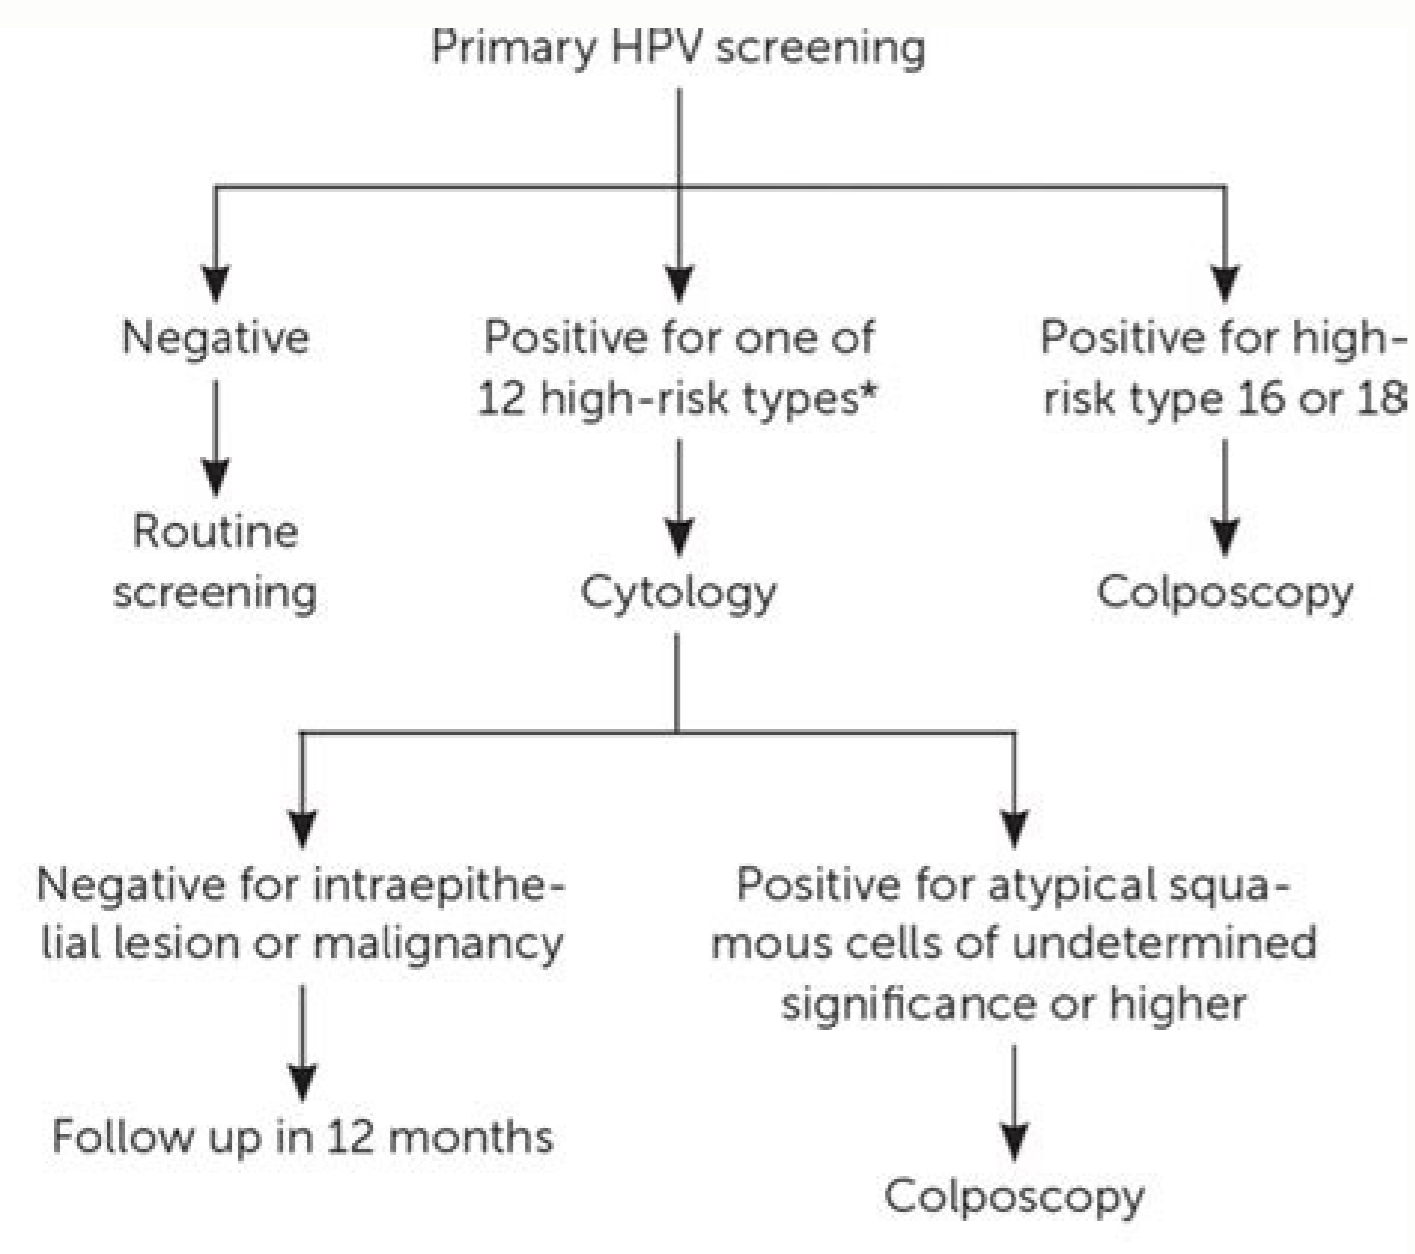 Primary HPV screening
Negative
Positive for one of
12 high-risk types*
Positive for high-
risk type 16 or 18
Routine
screening
Cytology
Colposcopy
Negative for intraepithe-
lial lesion or malignancy
Positive for atypical squa-
mous cells of undetermined
significance or higher
Follow up in 12 months
Colposcopy